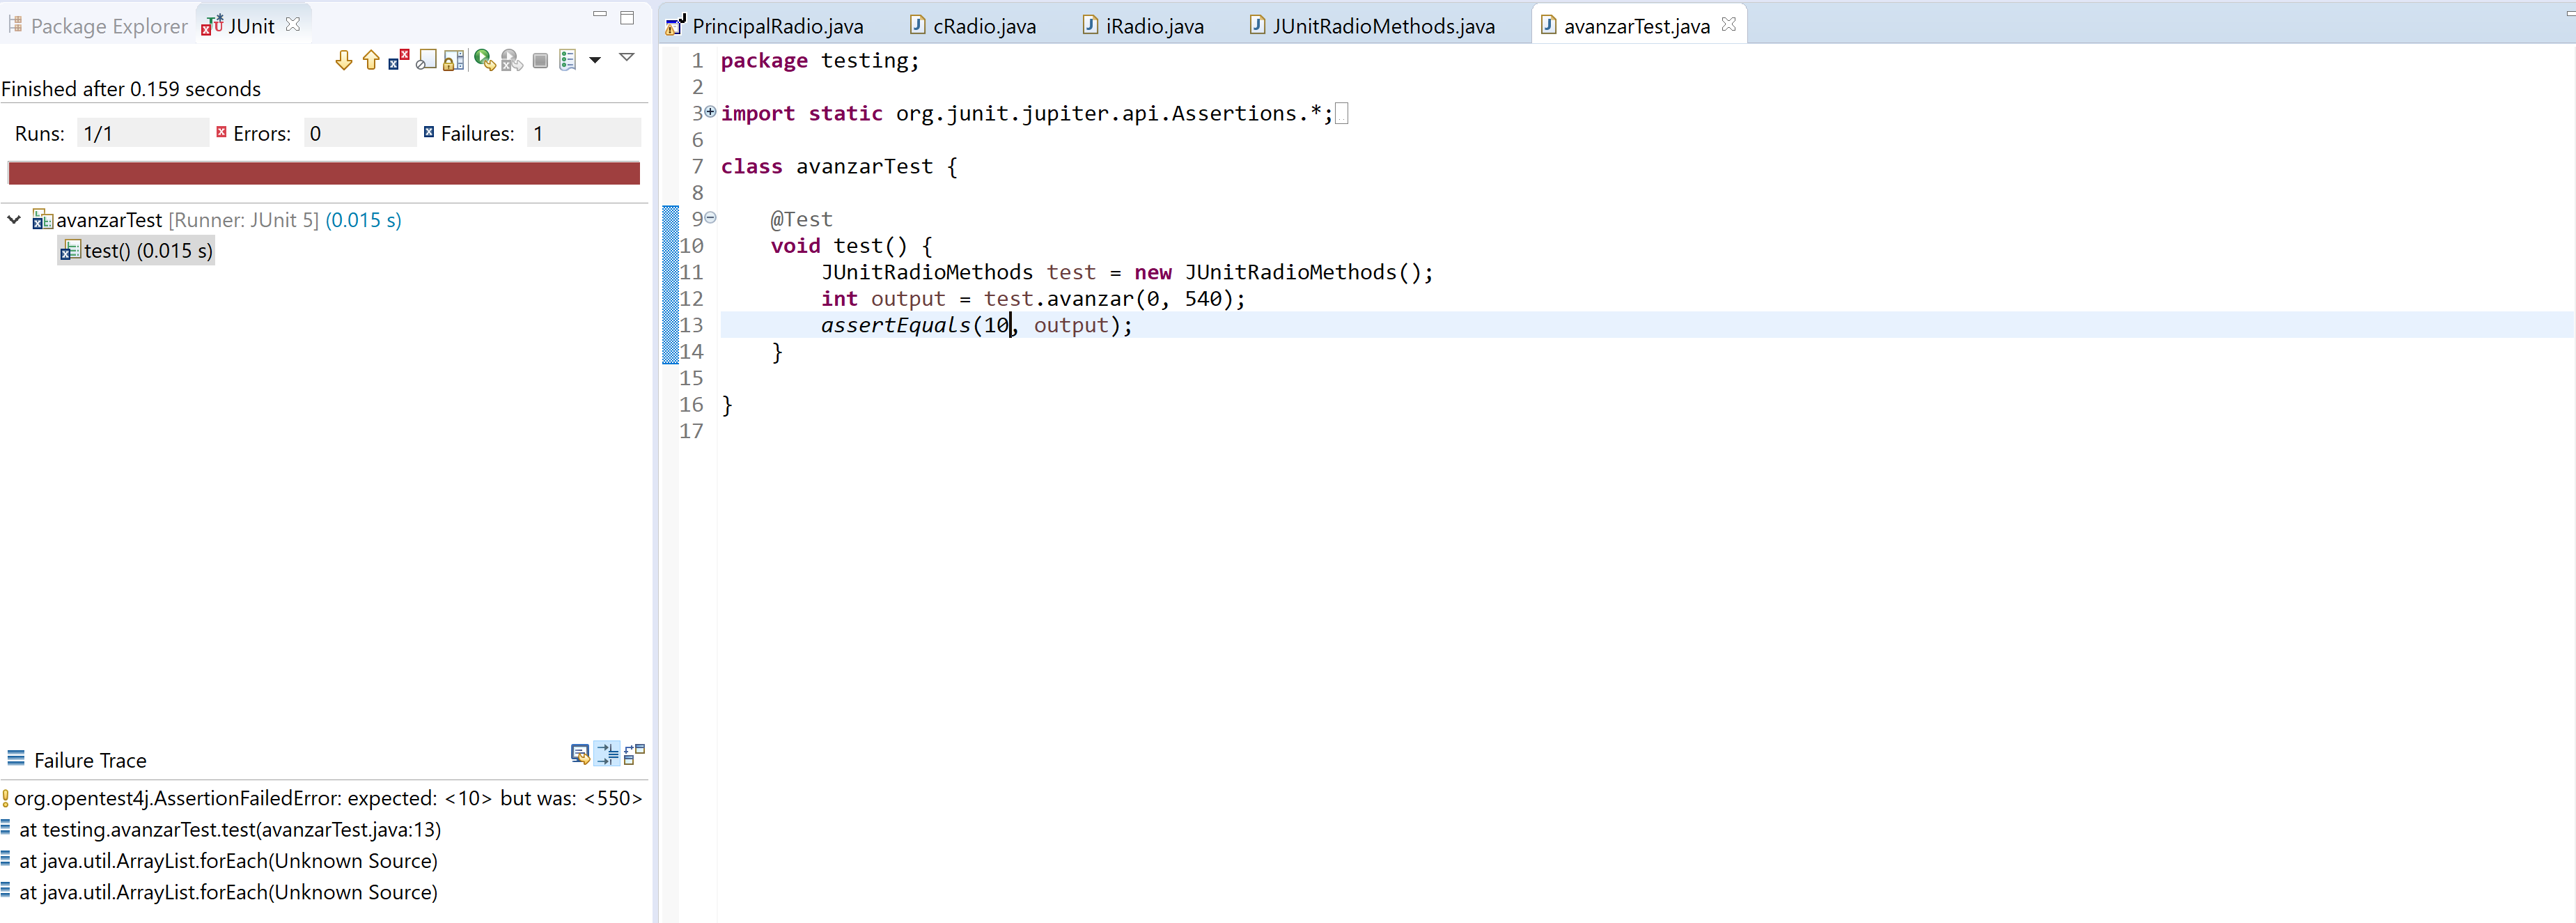 Package Explorer JUnit
Finished after 0.159 seconds
Runs: 1/1 Errors: 0 Failures: 1
avanzarTest [Runner: JUnit 5] (0.015 s)
test() (0.015 s)
Failure Trace
org.opentest4j.AssertionFailedError: expected: <10> but was: <550>
at testing.avanzarTest.test(avanzarTest.java:13)
at java.util.ArrayList.forEach(Unknown Source)
at java.util.ArrayList.forEach(Unknown Source)
PrincipalRadio.java cRadio.java iRadio.java JUnitRadioMethods.java avanzarTest.java
1 package testing;
2
3 import static org.junit.jupiter.api.Assertions.*;
6
7 class avanzarTest {
8
9 @Test
10 void test() {
11 JUnitRadioMethods test = new JUnitRadioMethods();
12 int output = test.avanzar(0, 540);
13 assertEquals(10, output);
14 }
15
16 }
17